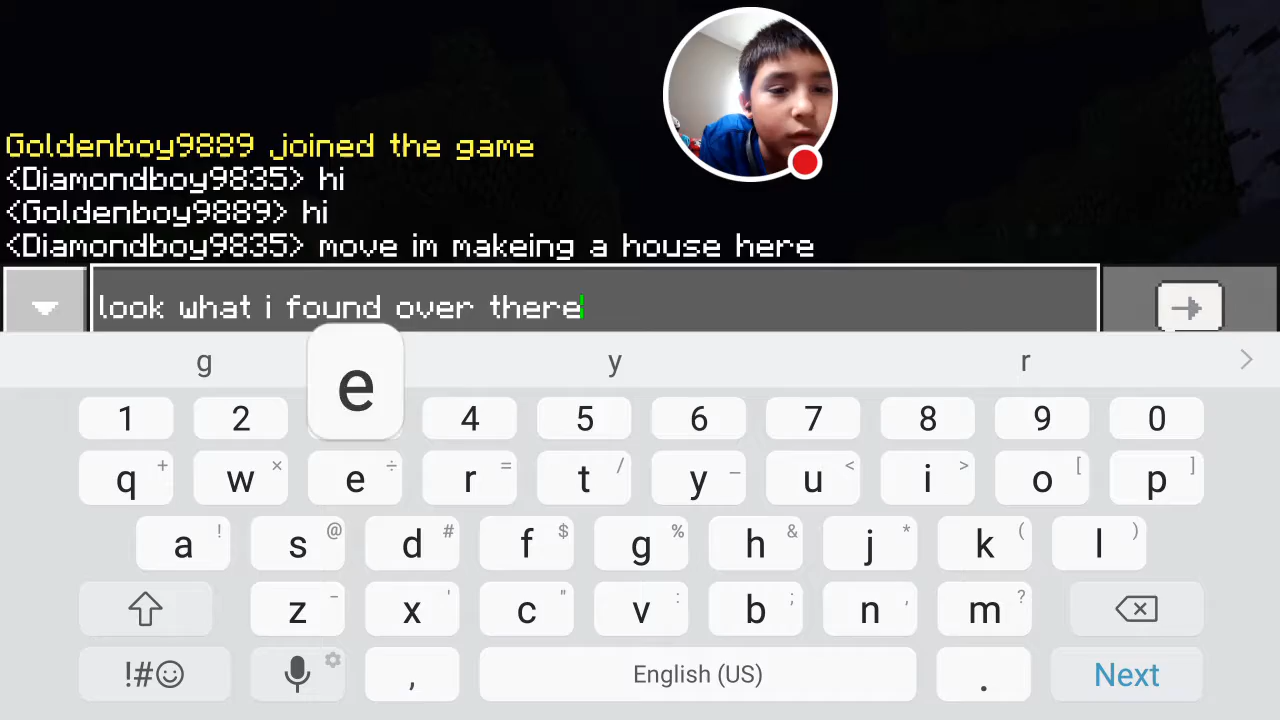 Goldenboy9889 joined the game
<Diamondboy9835> hi
<Goldenboy9889> hi
<Diamondboy9835> move im makeing a house here
look what i found over there
g y r
e
1 2 4 5 6 7 8 9 0
q + w × e ÷ r = t / y _ u < i > o [ p ]
a ! s @ d # f $ g % h & j * k ( l )
z - x ' c " v : b ; n , m ?
!#☺ , English (US) . Next